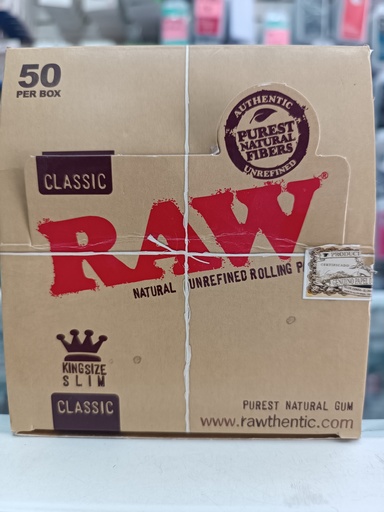 50
PER BOX
AUTHENTIC
PUREST
NATURAL
FIBERS
UNREFINED
CLASSIC
RAW®
NATURAL UNREFINED ROLLING P
PRODUCT
KINGSIZE
SLIM
CLASSIC
PUREST NATURAL GUM
www.rawthentic.com